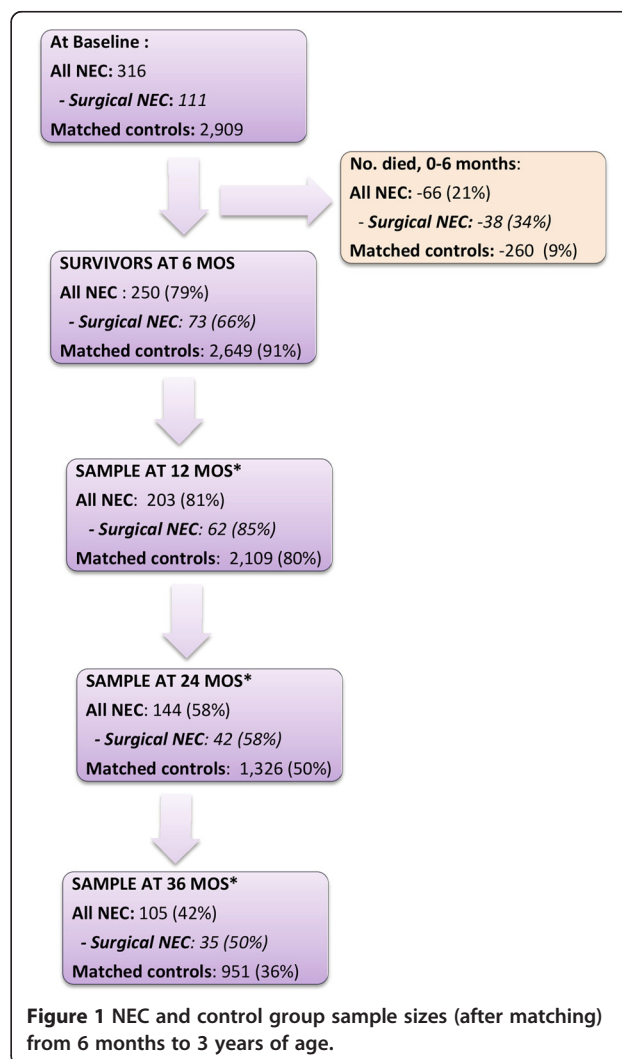 At Baseline :
All NEC: 316
- Surgical NEC: 111
Matched controls: 2,909
No. died, 0-6 months:
All NEC: -66 (21%)
- Surgical NEC: -38 (34%)
Matched controls: -260 (9%)
SURVIVORS AT 6 MOS
All NEC : 250 (79%)
- Surgical NEC: 73 (66%)
Matched controls: 2,649 (91%)
SAMPLE AT 12 MOS*
All NEC: 203 (81%)
- Surgical NEC: 62 (85%)
Matched controls: 2,109 (80%)
SAMPLE AT 24 MOS*
All NEC: 144 (58%)
- Surgical NEC: 42 (58%)
Matched controls: 1,326 (50%)
SAMPLE AT 36 MOS*
All NEC: 105 (42%)
- Surgical NEC: 35 (50%)
Matched controls: 951 (36%)
Figure 1 NEC and control group sample sizes (after matching)
from 6 months to 3 years of age.